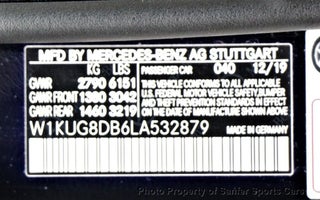 MFD BY MERCEDES-BENZ AG STUTTGART
KG LBS PASSENGER CAR 040 12/19
GVWR 2790 6151
GAWR FRONT 1380 3042
GAWR REAR 1460 3219
THIS VEHICLE CONFORMS TO ALL APPLICABLE
U.S. FEDERAL MOTOR VEHICLE SAFETY, BUMPER,
AND THEFT PREVENTION STANDARDS IN EFFECT
ON THE DATE OF MANUFACTURE SHOWN ABOVE.
W1KUG8DB6LA532879
MADE IN GERMANY
Property of Sanfer Sports Cars